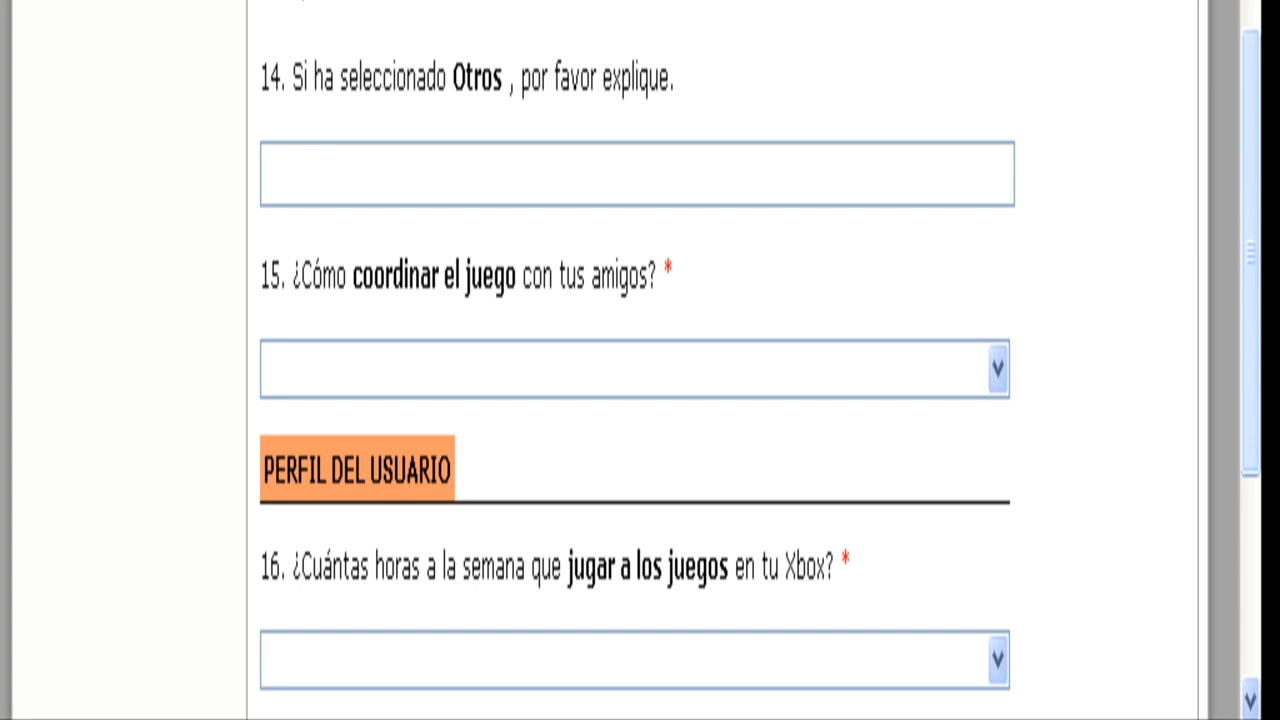 14. Si ha seleccionado Otros , por favor explique.
15. ¿Cómo coordinar el juego con tus amigos? *
PERFIL DEL USUARIO
16. ¿Cuántas horas a la semana que jugar a los juegos en tu Xbox? *